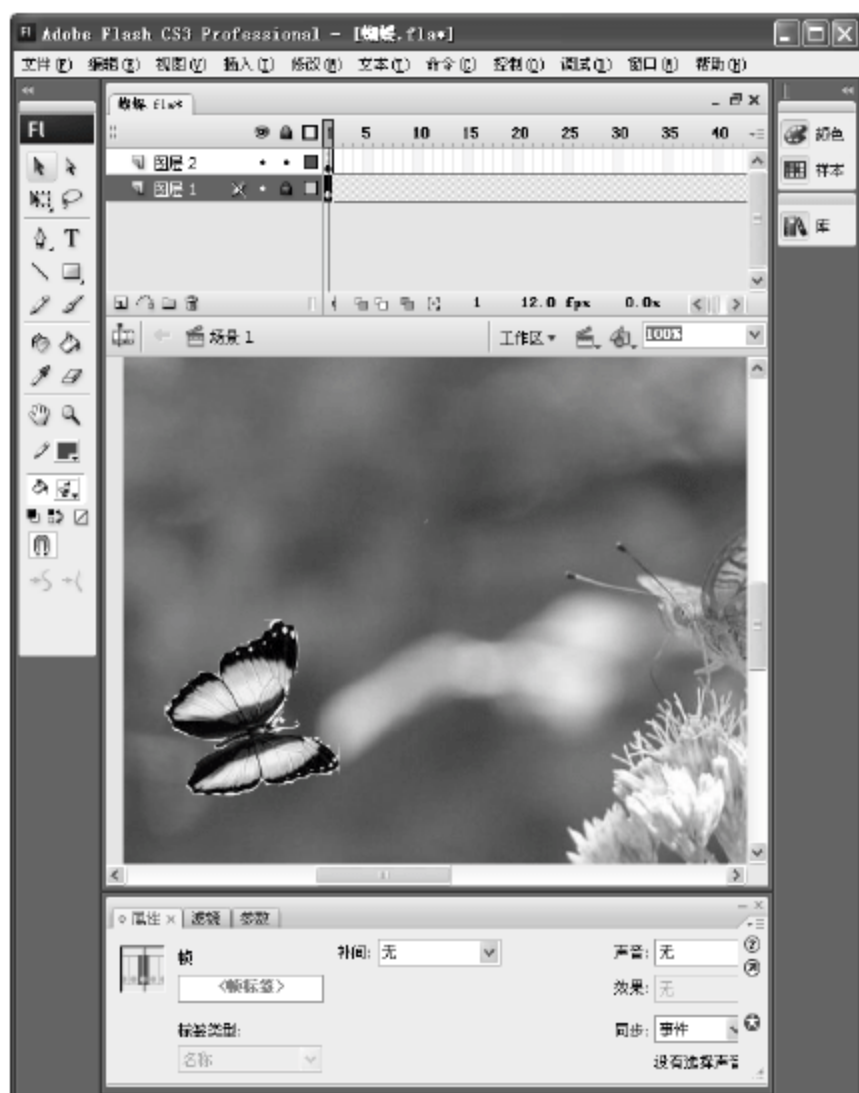 Adobe Flash CS3 Professional - [蝴蝶.fla*]
文件(F) 编辑(E) 视图(V) 插入(I) 修改(M) 文本(T) 命令(C) 控制(O) 调试(D) 窗口(W) 帮助(H)
蝴蝶.fla*
Fl
1 5 10 15 20 25 30 35 40
图层 2
图层 1
1 12.0 fps 0.0s
场景 1
工作区
100%
颜色
样本
库
属性 × 滤镜 参数
帧
<帧标签>
标签类型:
名称
补间: 无
声音: 无
效果: 无
同步: 事件
没有选择声音